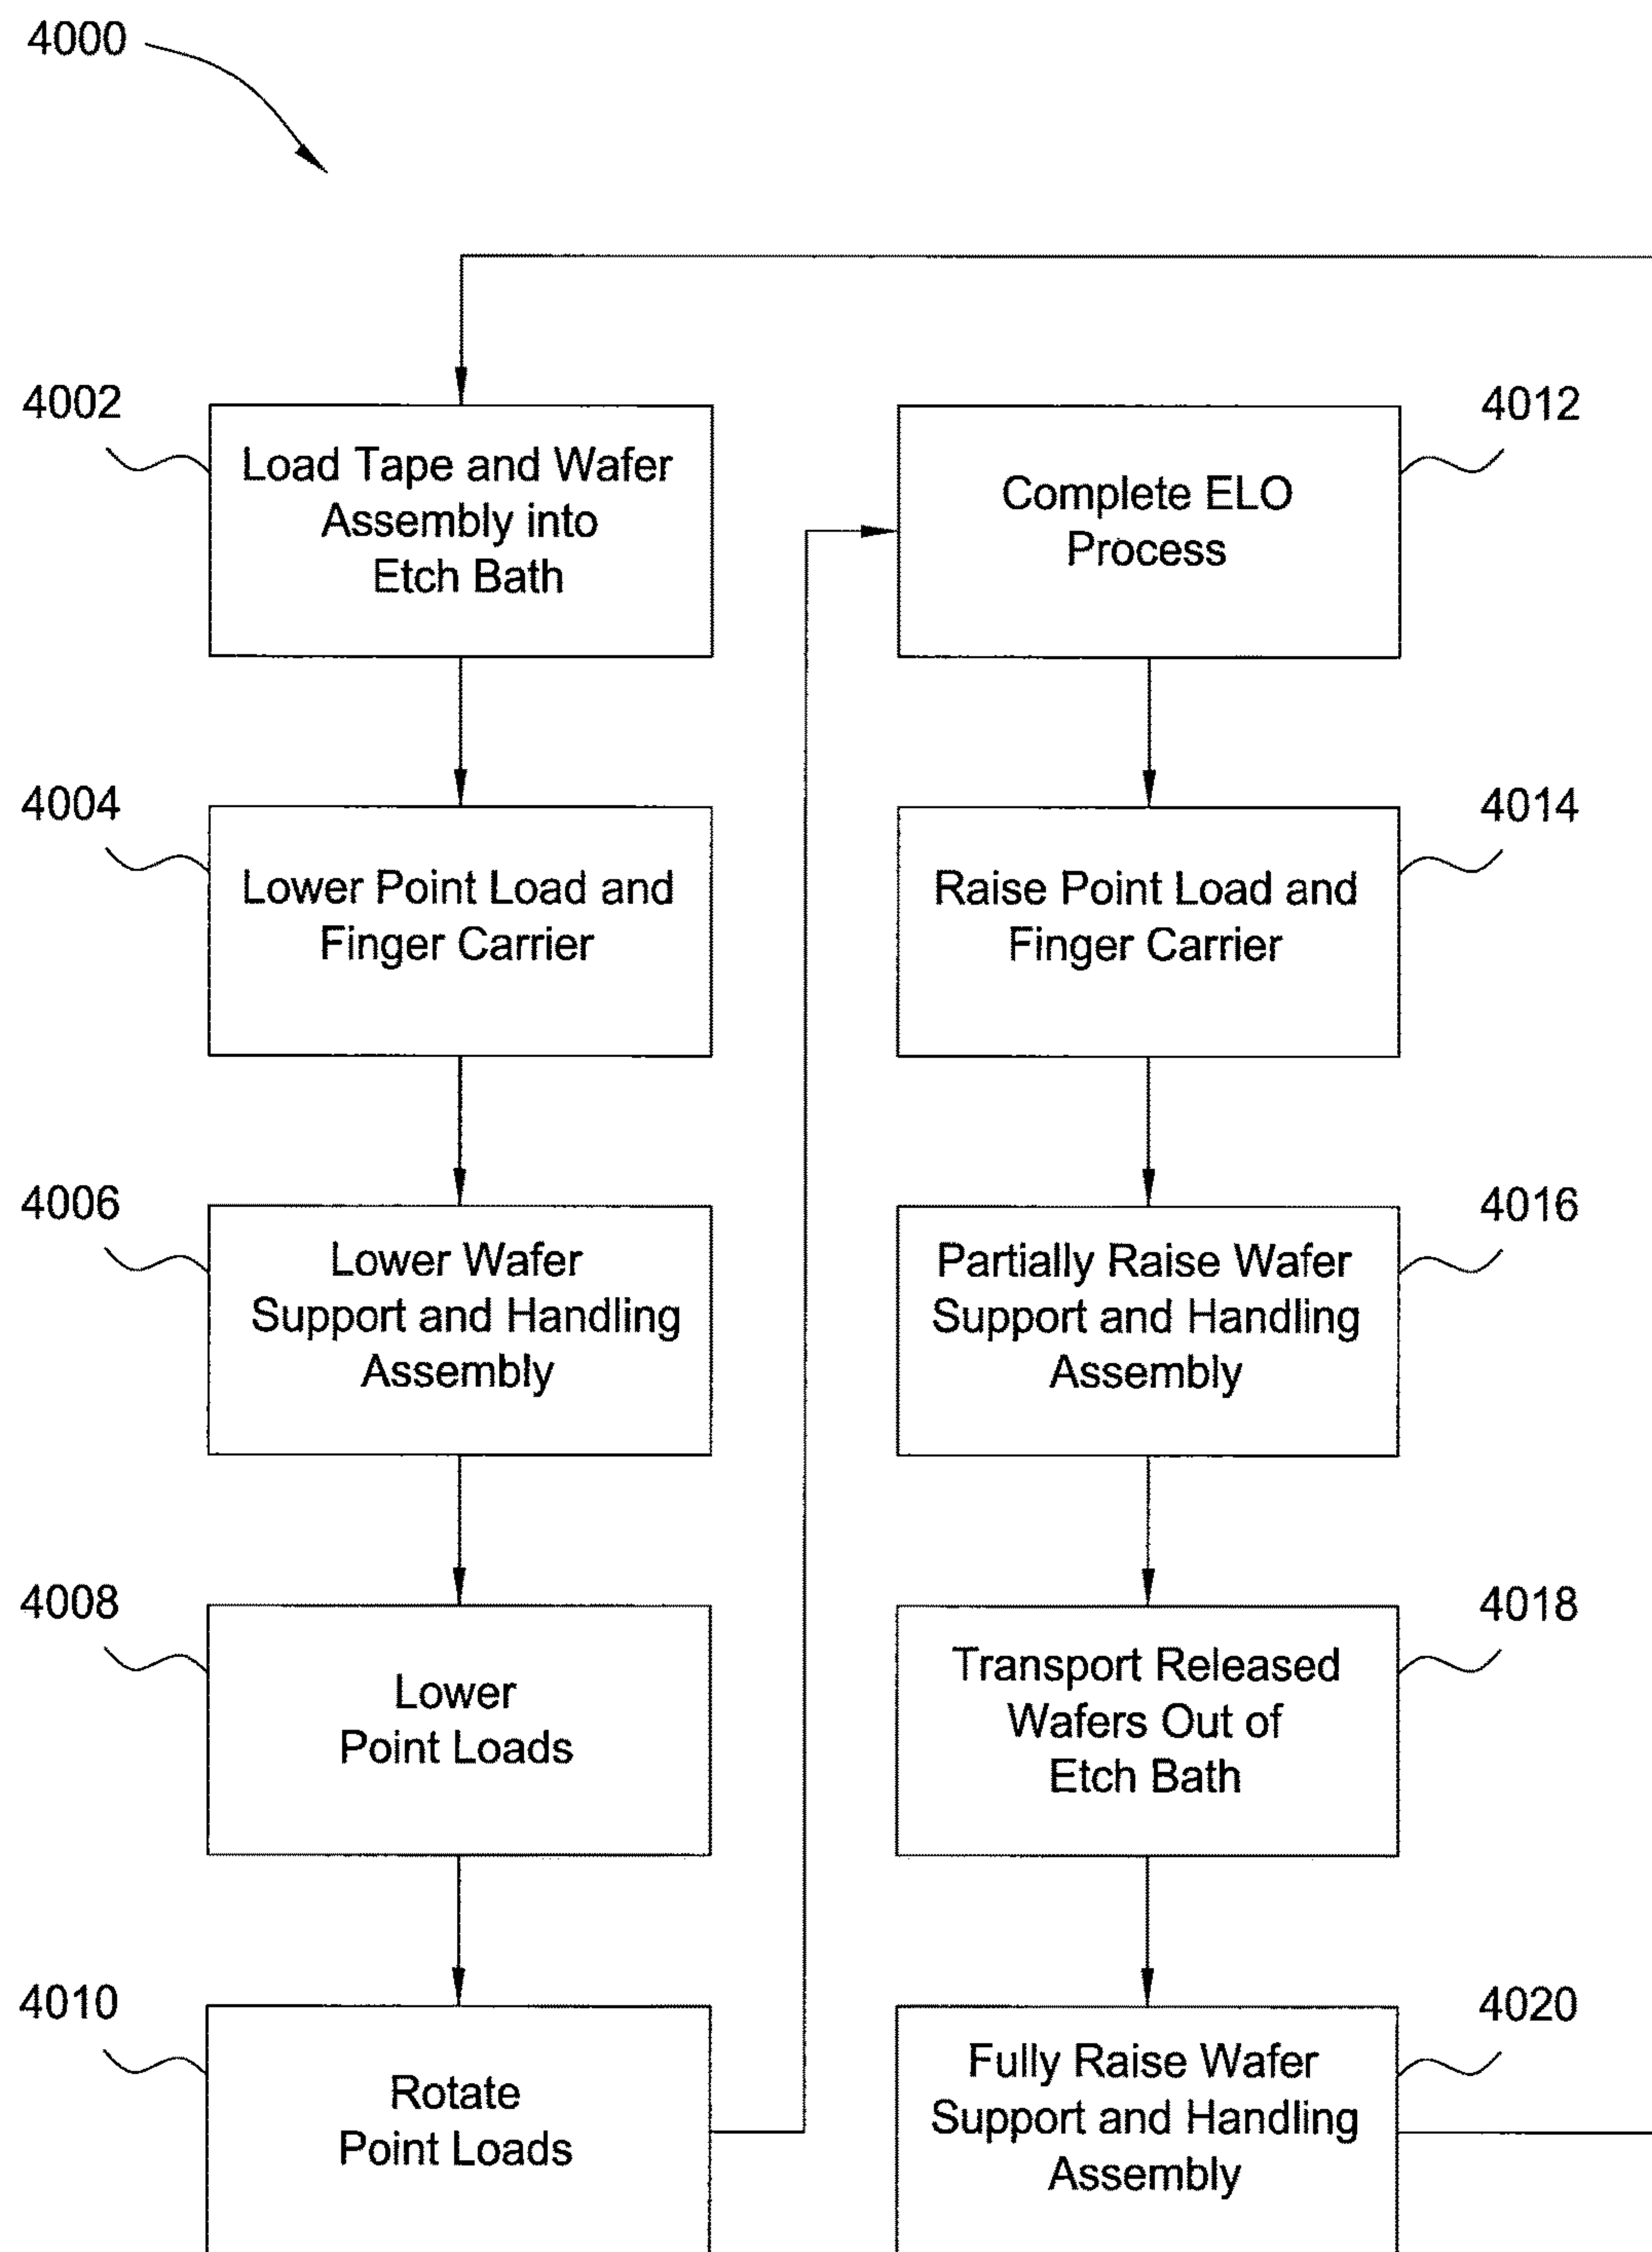 4000
4002
Load Tape and Wafer
Assembly into
Etch Bath
4004
Lower Point Load and
Finger Carrier
4006
Lower Wafer
Support and Handling
Assembly
4008
Lower
Point Loads
4010
Rotate
Point Loads
4012
Complete ELO
Process
4014
Raise Point Load and
Finger Carrier
4016
Partially Raise Wafer
Support and Handling
Assembly
4018
Transport Released
Wafers Out of
Etch Bath
4020
Fully Raise Wafer
Support and Handling
Assembly